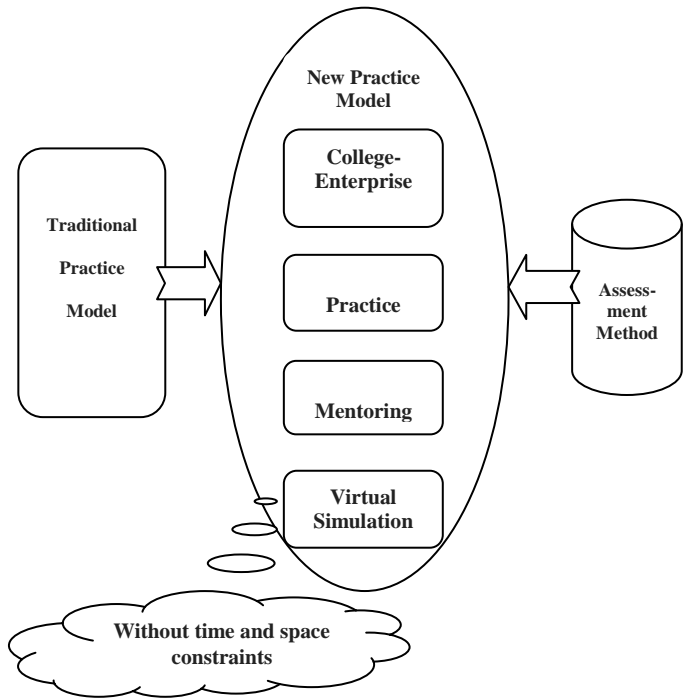 New Practice
Model
College-
Enterprise
Practice
Mentoring
Virtual
Simulation
Traditional
Practice
Model
Assess-
ment
Method
Without time and space
constraints